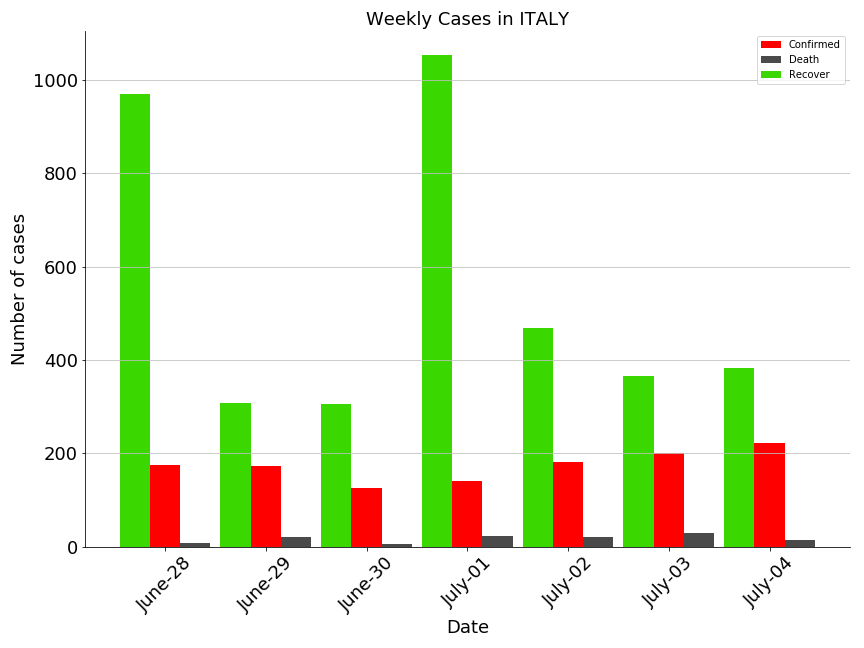 Weekly Cases in ITALY
Confirmed
Death
Recover
Number of cases
1000
800
600
400
200
0
June-28
June-29
June-30
July-01
July-02
July-03
July-04
Date